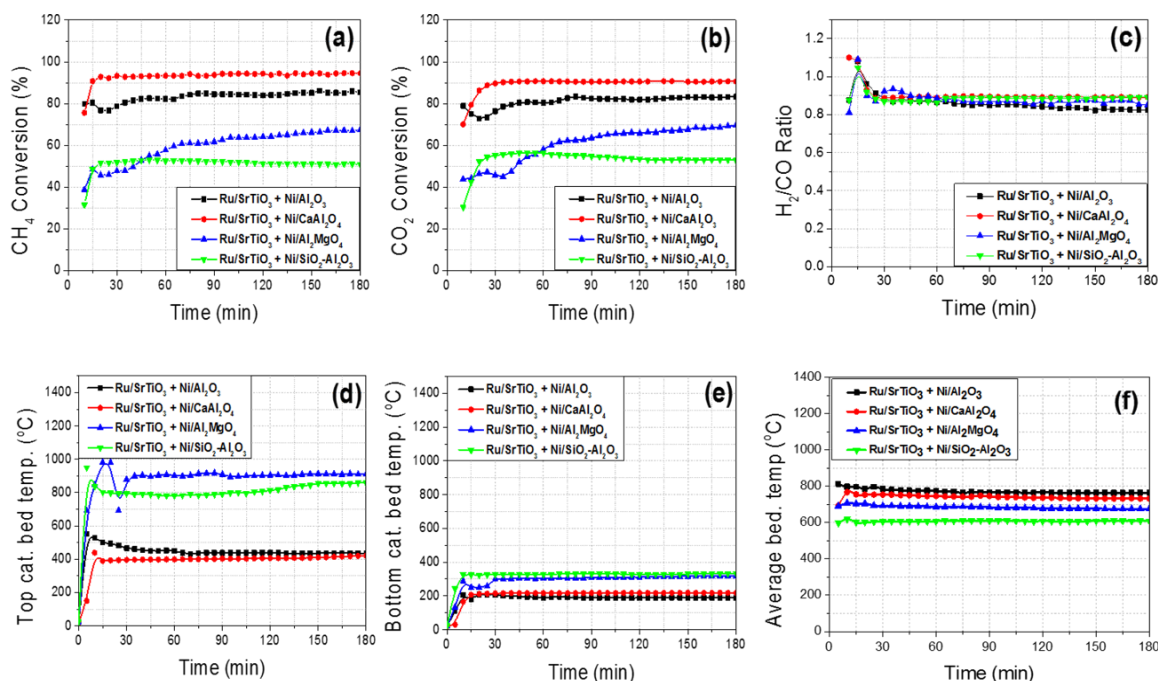 (a)
CH₄ Conversion (%)
120
100
80
60
40
20
0
Ru/SrTiO₃ + Ni/Al₂O₃
Ru/SrTiO₃ + Ni/CaAl₂O₄
Ru/SrTiO₃ + Ni/Al₂MgO₄
Ru/SrTiO₃ + Ni/SiO₂-Al₂O₃
0 30 60 90 120 150 180
Time (min)
(b)
CO₂ Conversion (%)
120
100
80
60
40
20
0
Ru/SrTiO₃ + Ni/Al₂O₃
Ru/SrTiO₃ + Ni/CaAl₂O₃
Ru/SrTiO₃ + Ni/Al₂MgO₄
Ru/SrTiO₃ + Ni/SiO₂-Al₂O₃
0 30 60 90 120 150 180
Time (min)
(c)
H₂/CO Ratio
1.2
1.0
0.8
0.6
0.4
0.2
0.0
Ru/SrTiO₃ + Ni/Al₂O₃
Ru/SrTiO₃ + Ni/CaAl₂O₄
Ru/SrTiO₃ + Ni/Al₂MgO₄
Ru/SrTiO₃ + Ni/SiO₂-Al₂O₃
0 30 60 90 120 150 180
Time (min)
(d)
Top cat. bed temp. (°C)
1400
1200
1000
800
600
400
200
0
Ru/SrTiO₃ + Ni/Al₂O₃
Ru/SrTiO₃ + Ni/CaAl₂O₄
Ru/SrTiO₃ + Ni/Al₂MgO₄
Ru/SrTiO₃ + Ni/SiO₂-Al₂O₃
0 30 60 90 120 150 180
Time (min)
(e)
Bottom cat. bed temp. (°C)
1400
1200
1000
800
600
400
200
0
Ru/SrTiO₃ + Ni/Al₂O₃
Ru/SrTiO₃ + Ni/CaAl₂O₄
Ru/SrTiO₃ + Ni/Al₂MgO₄
Ru/SrTiO₃ + Ni/SiO₂-Al₂O₃
0 30 60 90 120 150 180
Time (min)
(f)
Average bed. temp (°C)
1400
1200
1000
800
600
400
200
0
Ru/SrTiO₃ + Ni/Al₂O₃
Ru/SrTiO₃ + Ni/CaAl₂O₄
Ru/SrTiO₃ + Ni/Al₂MgO₄
Ru/SrTiO₃ + Ni/SiO₂-Al₂O₃
0 30 60 90 120 150 180
Time (min)